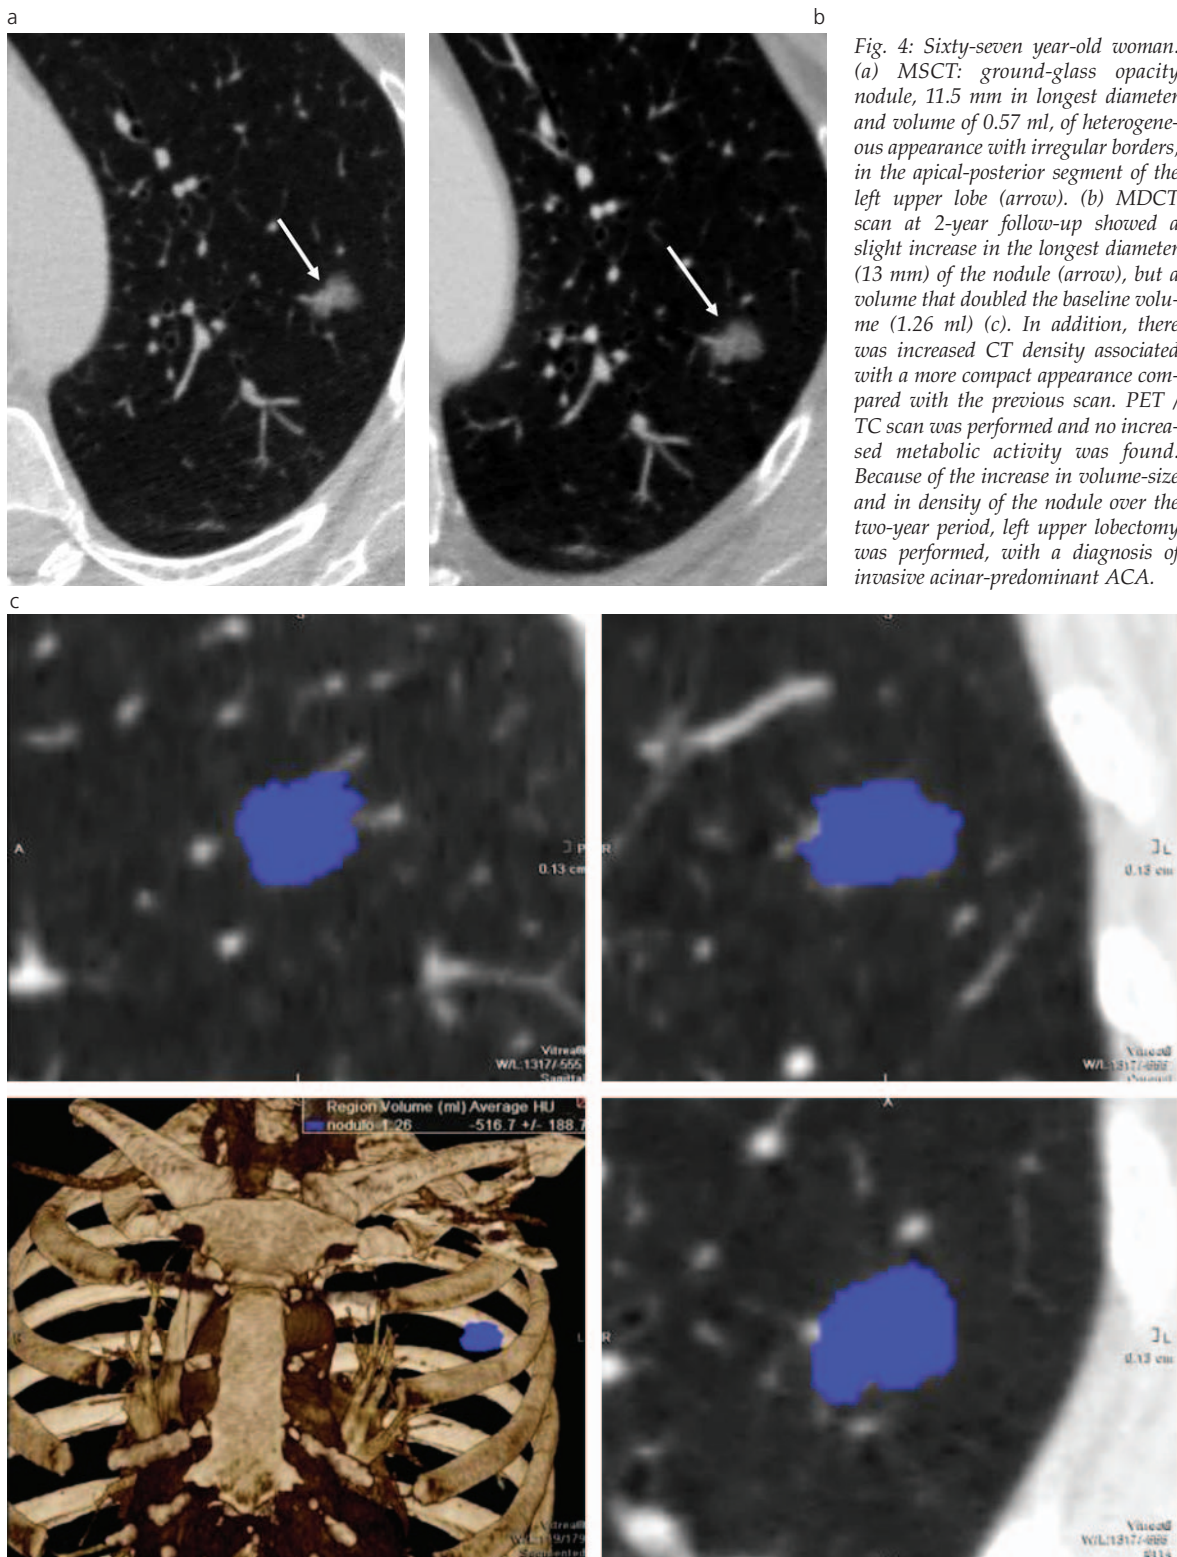 a
b
Fig. 4: Sixty-seven year-old woman.
(a) MSCT: ground-glass opacity
nodule, 11.5 mm in longest diameter
and volume of 0.57 ml, of heterogene-
ous appearance with irregular borders,
in the apical-posterior segment of the
left upper lobe (arrow). (b) MDCT
scan at 2-year follow-up showed a
slight increase in the longest diameter
(13 mm) of the nodule (arrow), but a
volume that doubled the baseline volu-
me (1.26 ml) (c). In addition, there
was increased CT density associated
with a more compact appearance com-
pared with the previous scan. PET /
TC scan was performed and no increa-
sed metabolic activity was found.
Because of the increase in volume-size
and in density of the nodule over the
two-year period, left upper lobectomy
was performed, with a diagnosis of
invasive acinar-predominant ACA.
c
A
P
0.13 cm
Vitrea®
W/L:1317/-555
Sagittal
R
L
0.13 cm
Vitrea®
Region Volume (ml) Average HU
nodulo 1.26 -516.7 +/- 188.7
L
Vitrea®
Segmented
A
R
L
0.13 cm
Vitrea®